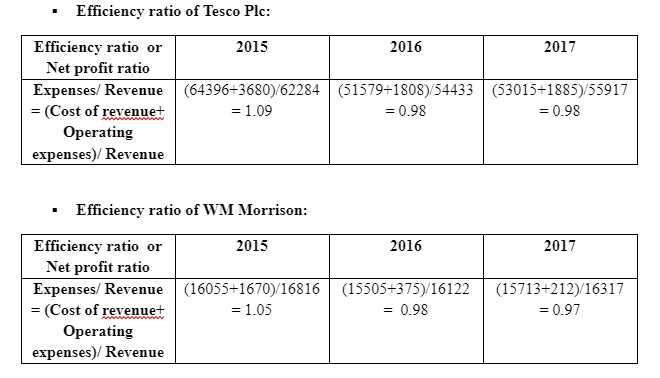 ▪ Efficiency ratio of Tesco Plc:
Efficiency ratio or 2015 2016 2017
Net profit ratio
Expenses/ Revenue (64396+3680)/62284 (51579+1808)/54433 (53015+1885)/55917
= (Cost of revenue+ = 1.09 = 0.98 = 0.98
Operating
expenses)/ Revenue
▪ Efficiency ratio of WM Morrison:
Efficiency ratio or 2015 2016 2017
Net profit ratio
Expenses/ Revenue (16055+1670)/16816 (15505+375)/16122 (15713+212)/16317
= (Cost of revenue+ = 1.05 = 0.98 = 0.97
Operating
expenses)/ Revenue